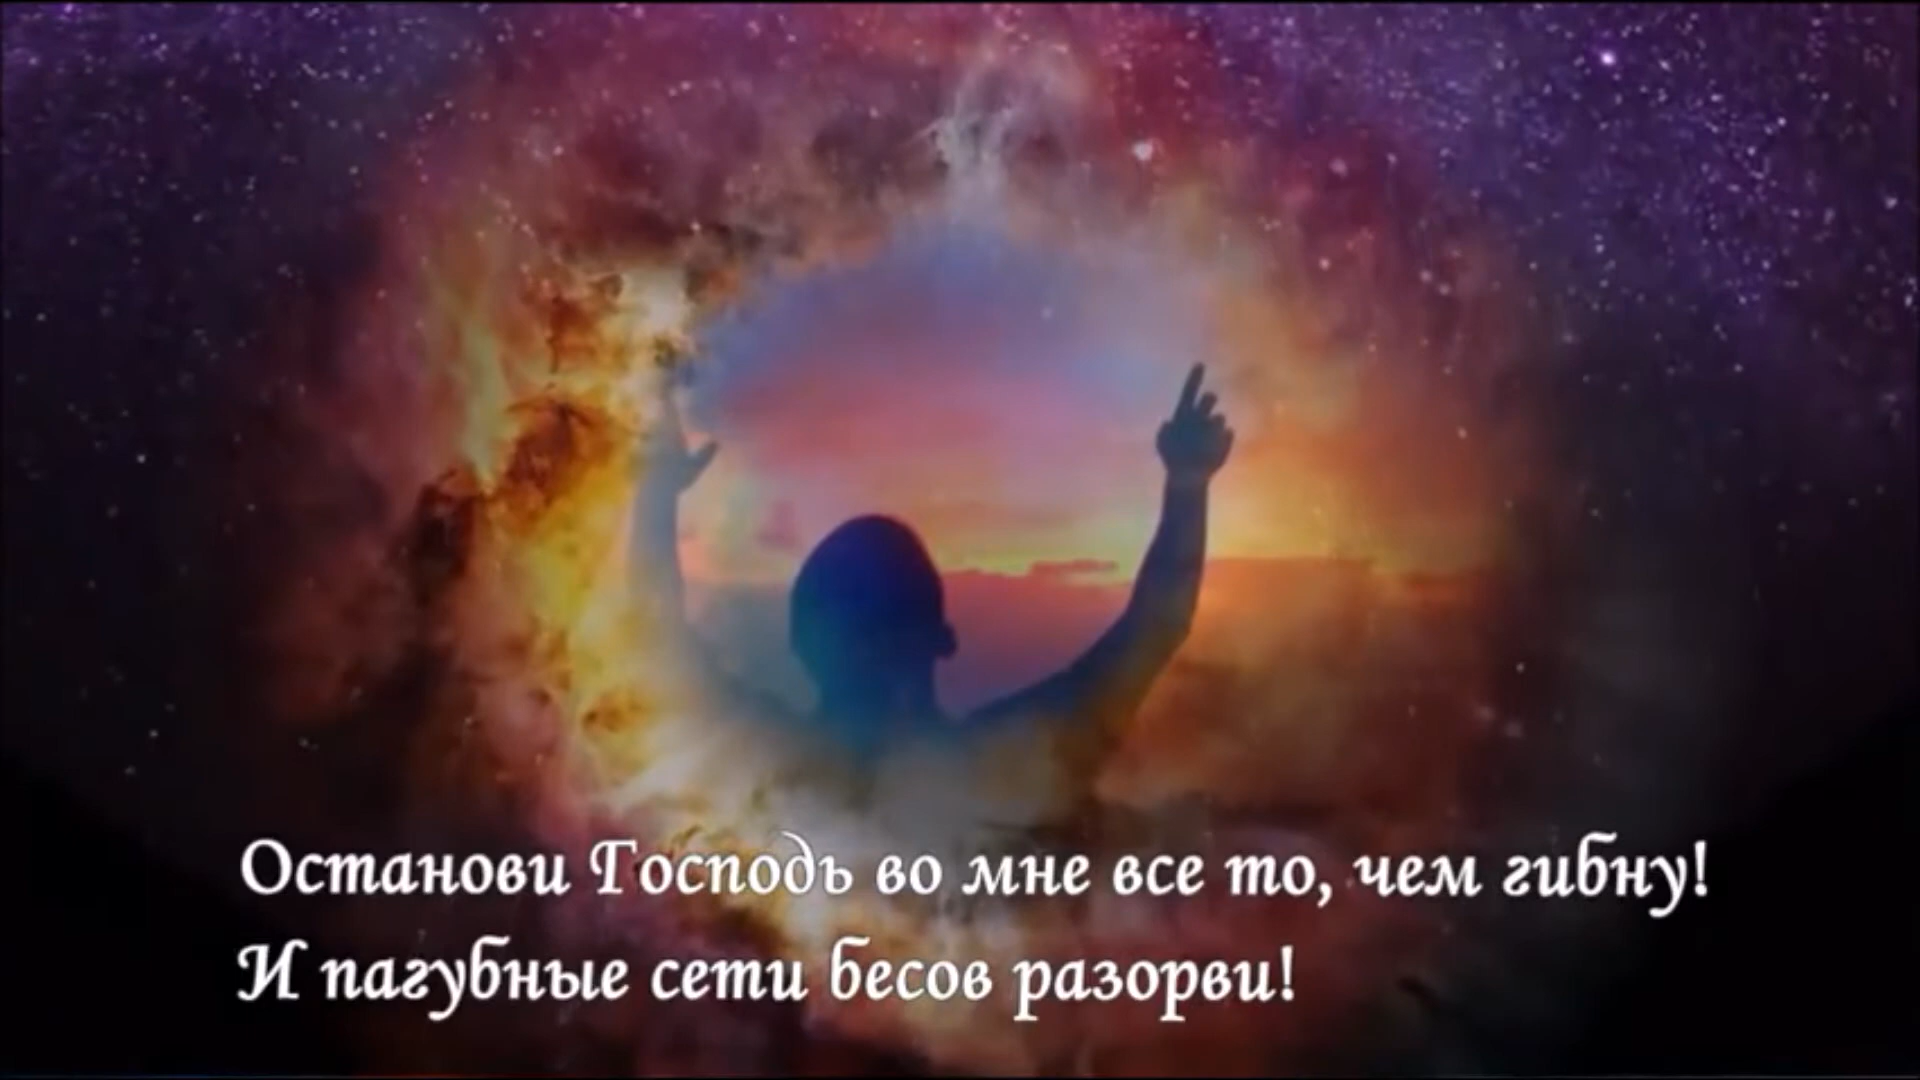 Останови Господь во мне все то, чем гибну!
И пагубные сети бесов разорви!